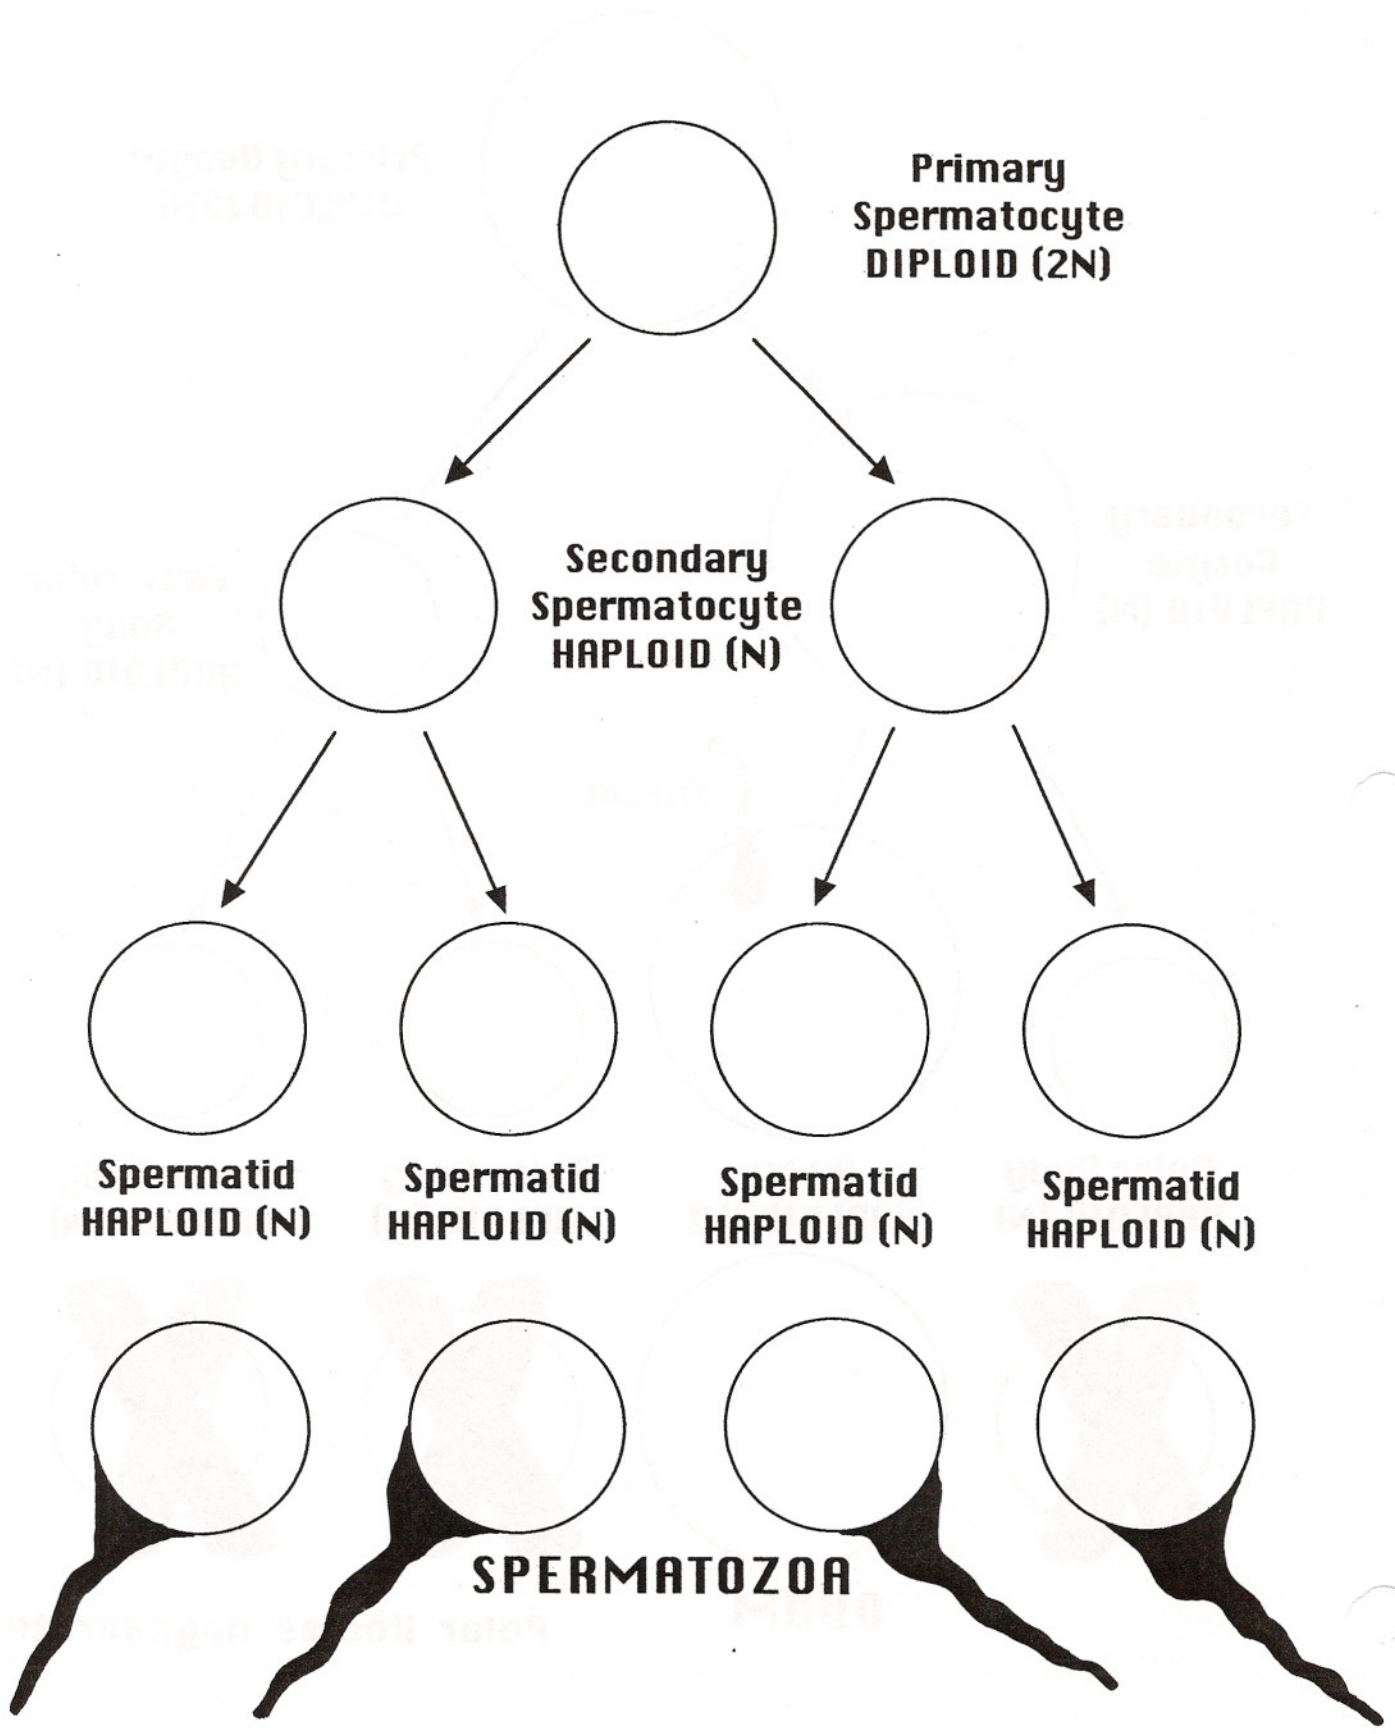 Primary
Spermatocyte
DIPLOID (2N)
Secondary
Spermatocyte
HAPLOID (N)
Spermatid
HAPLOID (N)
Spermatid
HAPLOID (N)
Spermatid
HAPLOID (N)
Spermatid
HAPLOID (N)
SPERMATOZOA